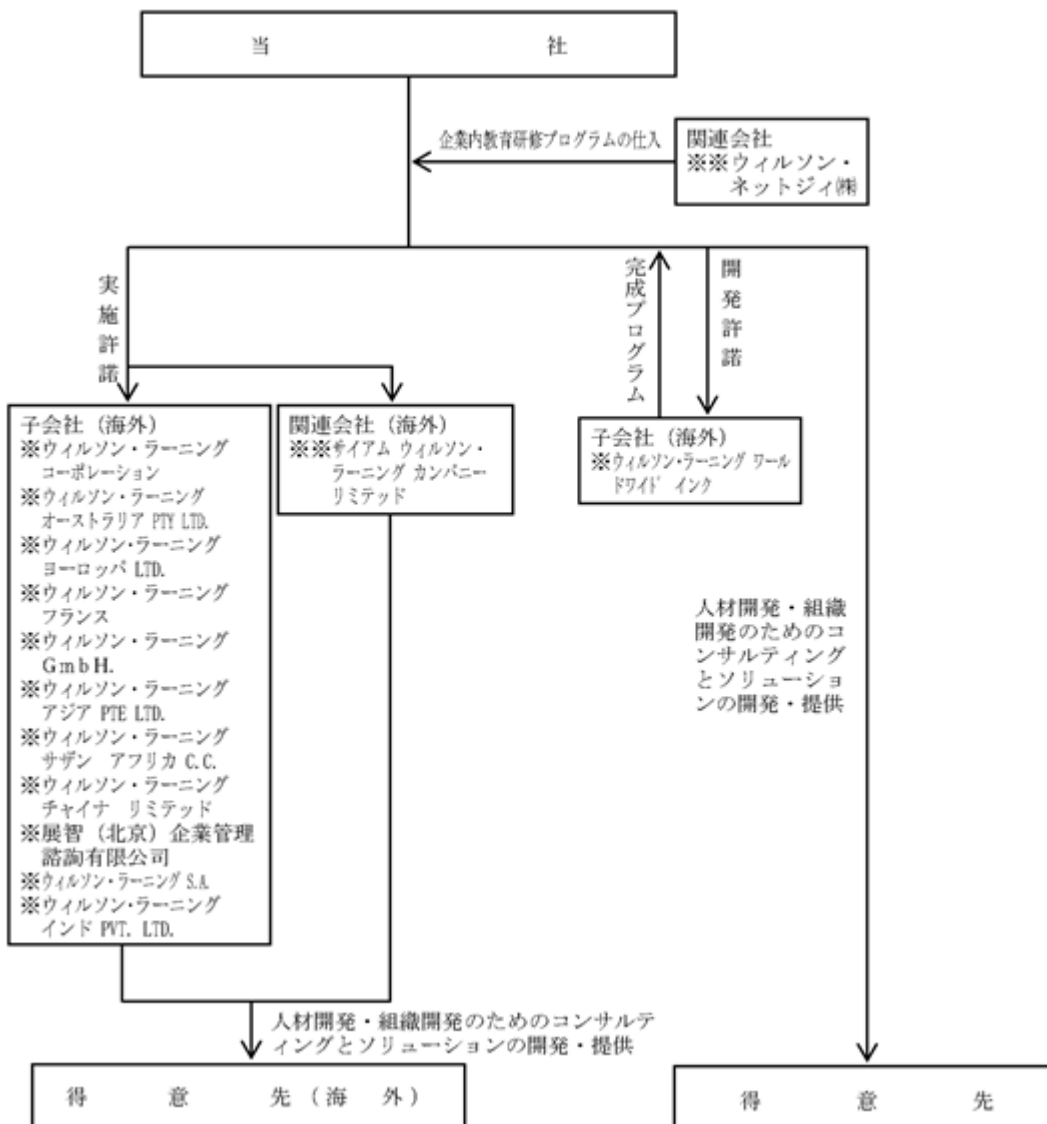 当 社
企業内教育研修プログラムの仕入
関連会社
※※ウィルソン・
ネットジィ㈱
実施許諾
完成プログラム
開発許諾
子会社（海外）
※ウィルソン・ラーニング
コーポレーション
※ウィルソン・ラーニング
オーストラリア PTY LTD.
※ウィルソン・ラーニング
ヨーロッパ LTD.
※ウィルソン・ラーニング
フランス
※ウィルソン・ラーニング
GmbH.
※ウィルソン・ラーニング
アジア PTE LTD.
※ウィルソン・ラーニング
サザン アフリカ C.C.
※ウィルソン・ラーニング
チャイナ リミテッド
※展智（北京）企業管理
諮詢有限公司
※ウィルソン・ラーニング S.A.
※ウィルソン・ラーニング
インド PVT. LTD.
関連会社（海外）
※※サイアム ウィルソン・
ラーニング カンパニー
リミテッド
子会社（海外）
※ウィルソン・ラーニング ワール
ドワイド インク
人材開発・組織
開発のためのコ
ンサルティング
とソリューショ
ンの開発・提供
人材開発・組織開発のためのコンサルテ
ィングとソリューションの開発・提供
得 意 先（海 外）
得 意 先